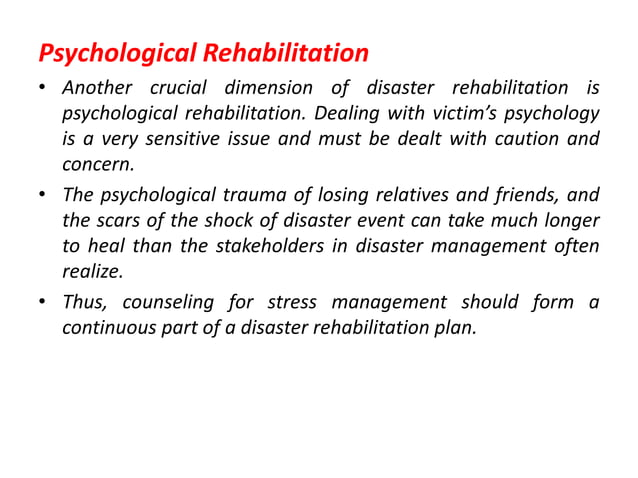 Psychological Rehabilitation
• Another crucial dimension of disaster rehabilitation is
psychological rehabilitation. Dealing with victim’s psychology
is a very sensitive issue and must be dealt with caution and
concern.
• The psychological trauma of losing relatives and friends, and
the scars of the shock of disaster event can take much longer
to heal than the stakeholders in disaster management often
realize.
• Thus, counseling for stress management should form a
continuous part of a disaster rehabilitation plan.